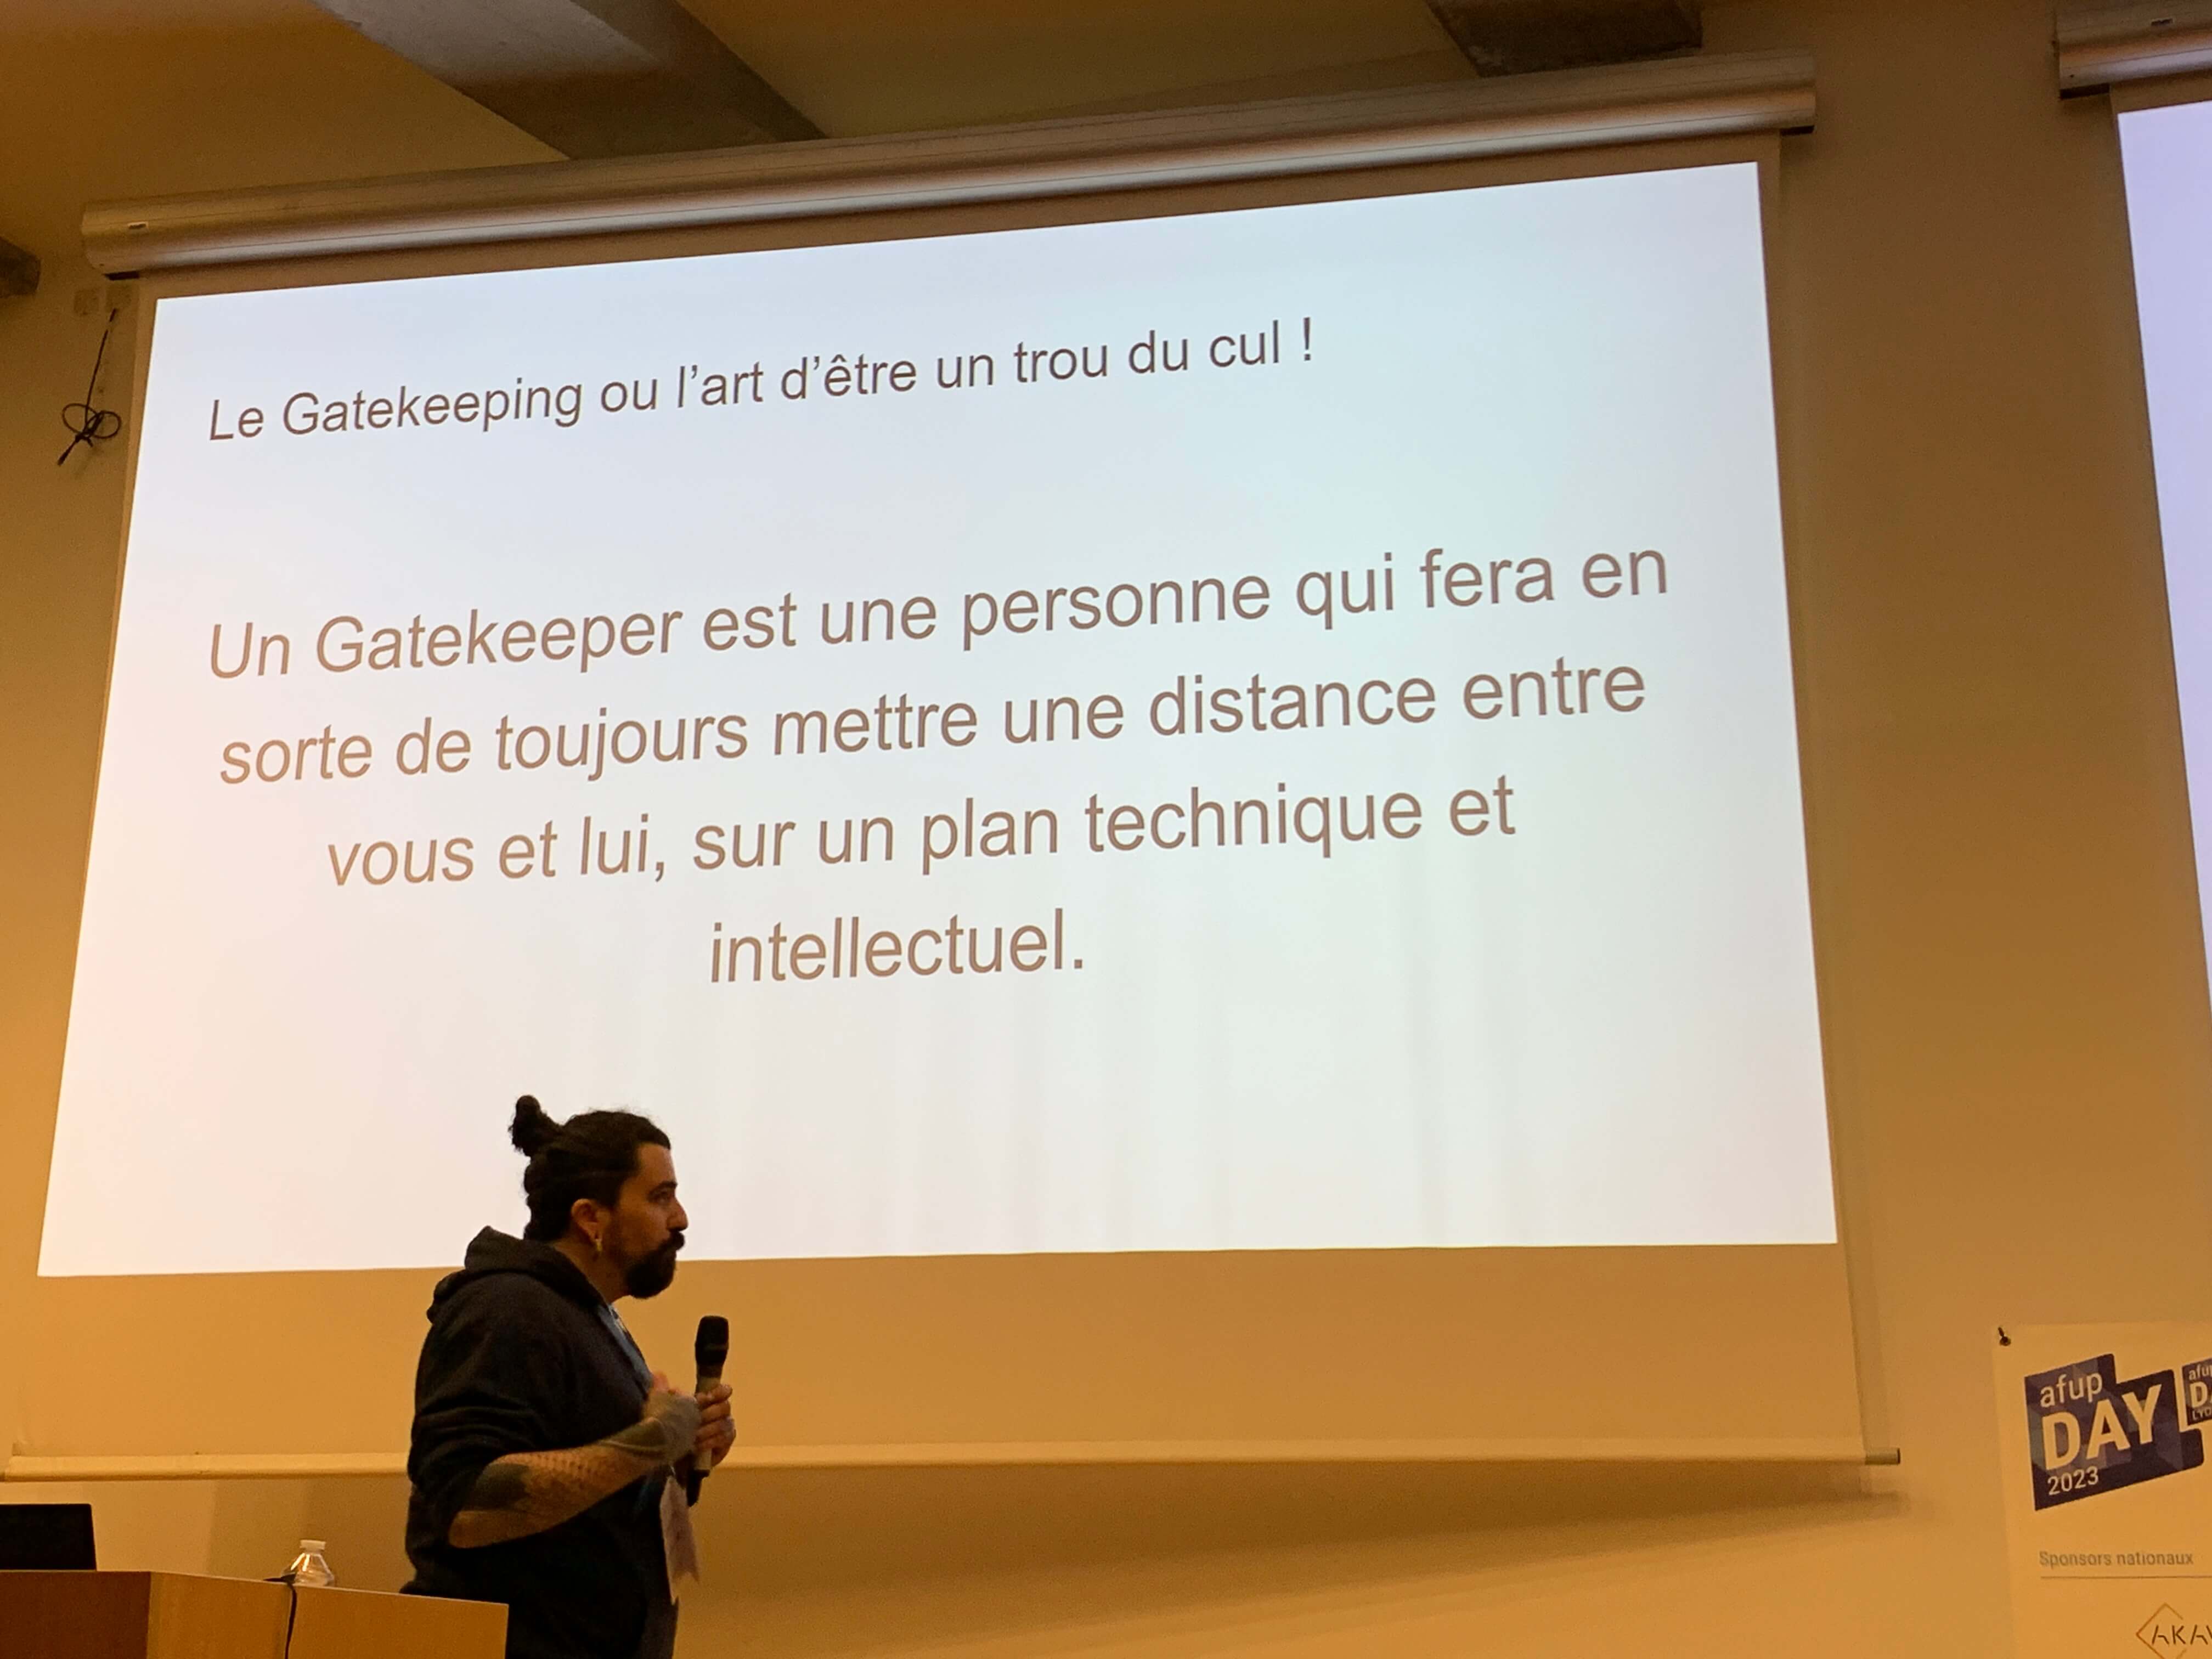 Le Gatekeeping ou l'art d'être un trou du cul !
Un Gatekeeper est une personne qui fera en
sorte de toujours mettre une distance entre
vous et lui, sur un plan technique et
intellectuel.
afup
DAY
2023
afup
Sponsors nationaux